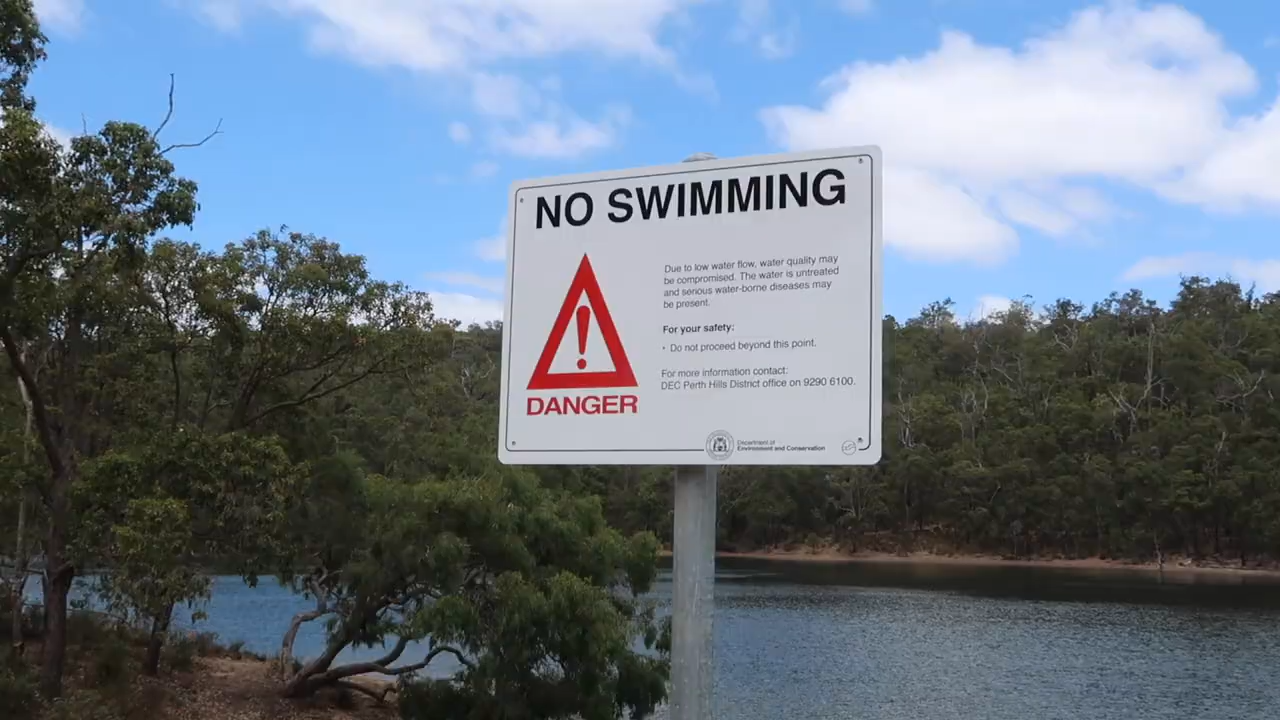 NO SWIMMING
Due to low water flow, water quality may
be compromised. The water is untreated
and serious water-borne diseases may
be present.
For your safety:
• Do not proceed beyond this point.
For more information contact:
DEC Perth Hills District office on 9290 6100.
DANGER
Department of
Environment and Conservation